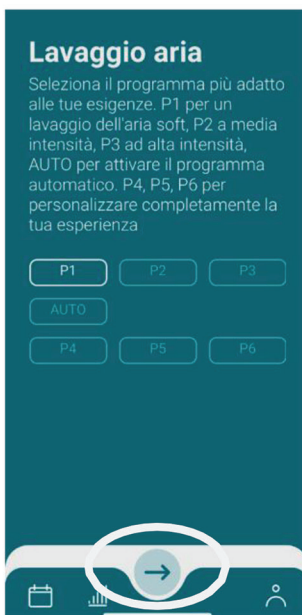 Lavaggio aria
Seleziona il programma più adatto
alle tue esigenze. P1 per un
lavaggio dell'aria soft, P2 a media
intensità, P3 ad alta intensità,
AUTO per attivare il programma
automatico. P4, P5, P6 per
personalizzare completamente la
tua esperienza
P1 P2 P3
AUTO
P4 P5 P6